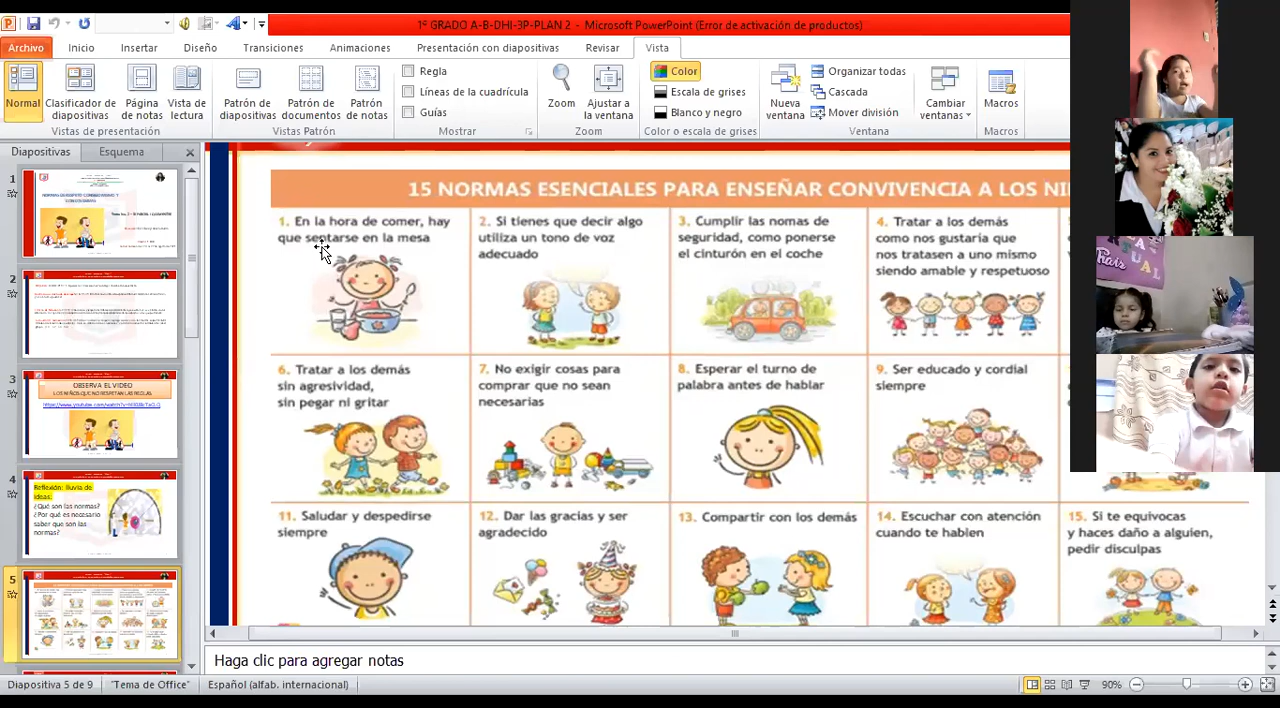 1º GRADO A-B-DHI-3P-PLAN 2 - Microsoft PowerPoint (Error de activación de productos)
Archivo Inicio Insertar Diseño Transiciones Animaciones Presentación con diapositivas Revisar Vista
Normal
Clasificador de diapositivas
Página de notas
Vista de lectura
Vistas de presentación
Patrón de diapositivas
Patrón de documentos
Patrón de notas
Vistas Patrón
Regla
Líneas de la cuadrícula
Guías
Mostrar
Zoom
Ajustar a la ventana
Zoom
Color
Escala de grises
Blanco y negro
Color o escala de grises
Nueva ventana
Organizar todas
Cascada
Mover división
Cambiar ventanas
Ventana
Macros
Macros
Diapositivas Esquema
1
2
3
OBSERVA EL VIDEO
LOS NIÑOS QUE NO RESPETAN LAS REGLAS
4
Reflexión: lluvia de
ideas:
¿Qué son las normas?
¿Por qué es necesario
saber que son las
normas?
5
15 NORMAS ESENCIALES PARA ENSEÑAR CONVIVENCIA A LOS NI
1. En la hora de comer, hay
que sentarse en la mesa
2. Si tienes que decir algo
utiliza un tono de voz
adecuado
3. Cumplir las nomas de
seguridad, como ponerse
el cinturón en el coche
4. Tratar a los demás
como nos gustaría que
nos tratasen a uno mismo
siendo amable y respetuoso
6. Tratar a los demás
sin agresividad,
sin pegar ni gritar
7. No exigir cosas para
comprar que no sean
necesarias
8. Esperar el turno de
palabra antes de hablar
9. Ser educado y cordial
siempre
11. Saludar y despedirse
siempre
12. Dar las gracias y ser
agradecido
13. Compartir con los demás
14. Escuchar con atención
cuando te hablen
15. Si te equivocas
y haces daño a alguien,
pedir disculpas
Haga clic para agregar notas
Diapositiva 5 de 9 "Tema de Office" Español (alfab. internacional) 90%